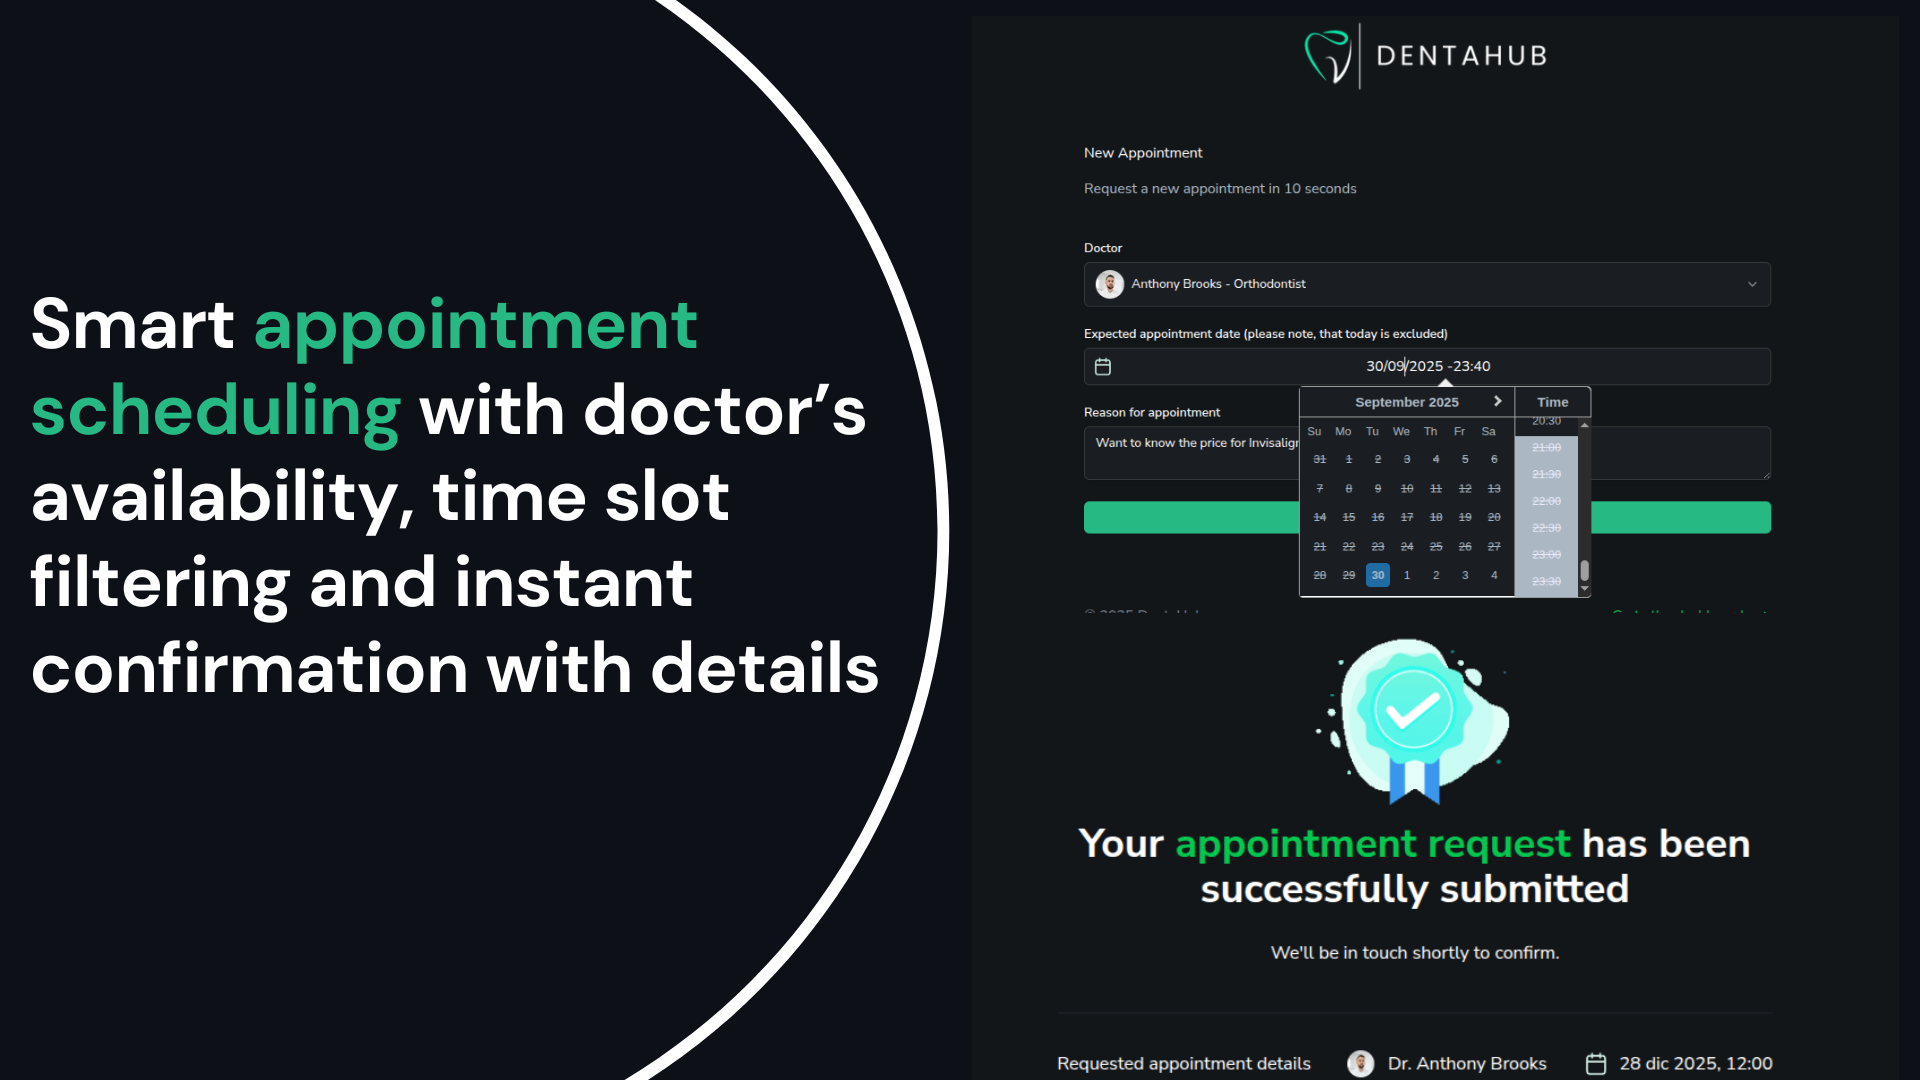 Smart appointment
scheduling with doctor’s
availability, time slot
filtering and instant
confirmation with details
DENTAHUB
New Appointment
Request a new appointment in 10 seconds
Doctor
Anthony Brooks - Orthodontist
Expected appointment date (please note, that today is excluded)
30/09/2025 -23:40
Reason for appointment
Want to know the price for Invisalign
September 2025
Su Mo Tu We Th Fr Sa
31 1 2 3 4 5 6
7 8 9 10 11 12 13
14 15 16 17 18 19 20
21 22 23 24 25 26 27
28 29 30 1 2 3 4
Time
20:30
21:00
21:30
22:00
22:30
23:00
23:30
Your appointment request has been
successfully submitted
We'll be in touch shortly to confirm.
Requested appointment details Dr. Anthony Brooks 28 dic 2025, 12:00